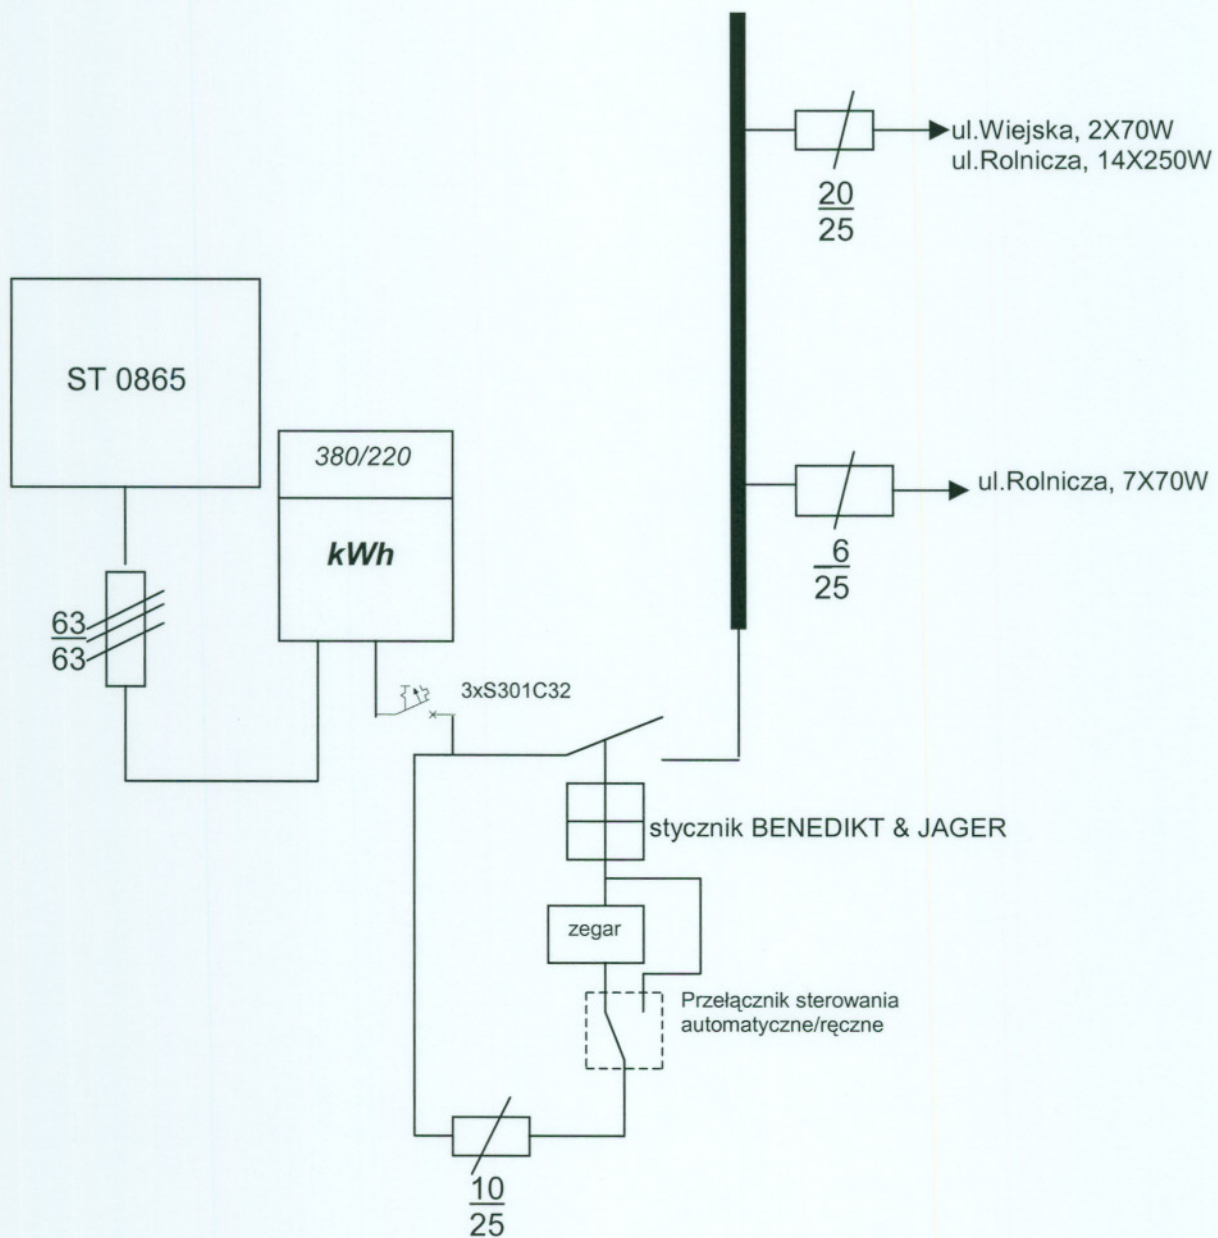 ul.Wiejska, 2X70W
ul.Rolnicza, 14X250W
20
25
ST 0865
380/220
kWh
ul.Rolnicza, 7X70W
6
25
63
63
3xS301C32
stycznik BENEDIKT & JAGER
zegar
Przełącznik sterowania
automatyczne/ręczne
10
25